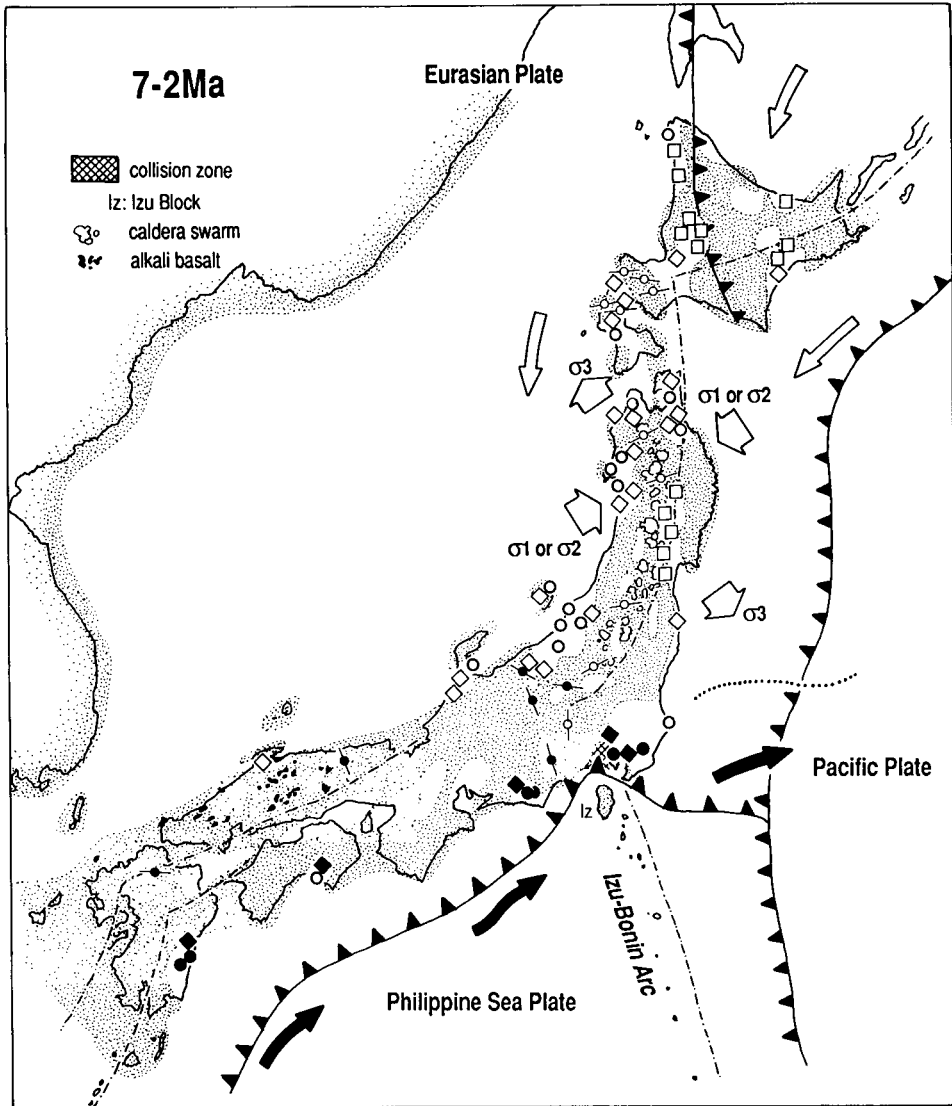 7-2Ma
Eurasian Plate
collision zone
Iz: Izu Block
caldera swarm
alkali basalt
σ3
σ1 or σ2
σ1 or σ2
σ3
Pacific Plate
Iz
Izu-Bonin Arc
Philippine Sea Plate